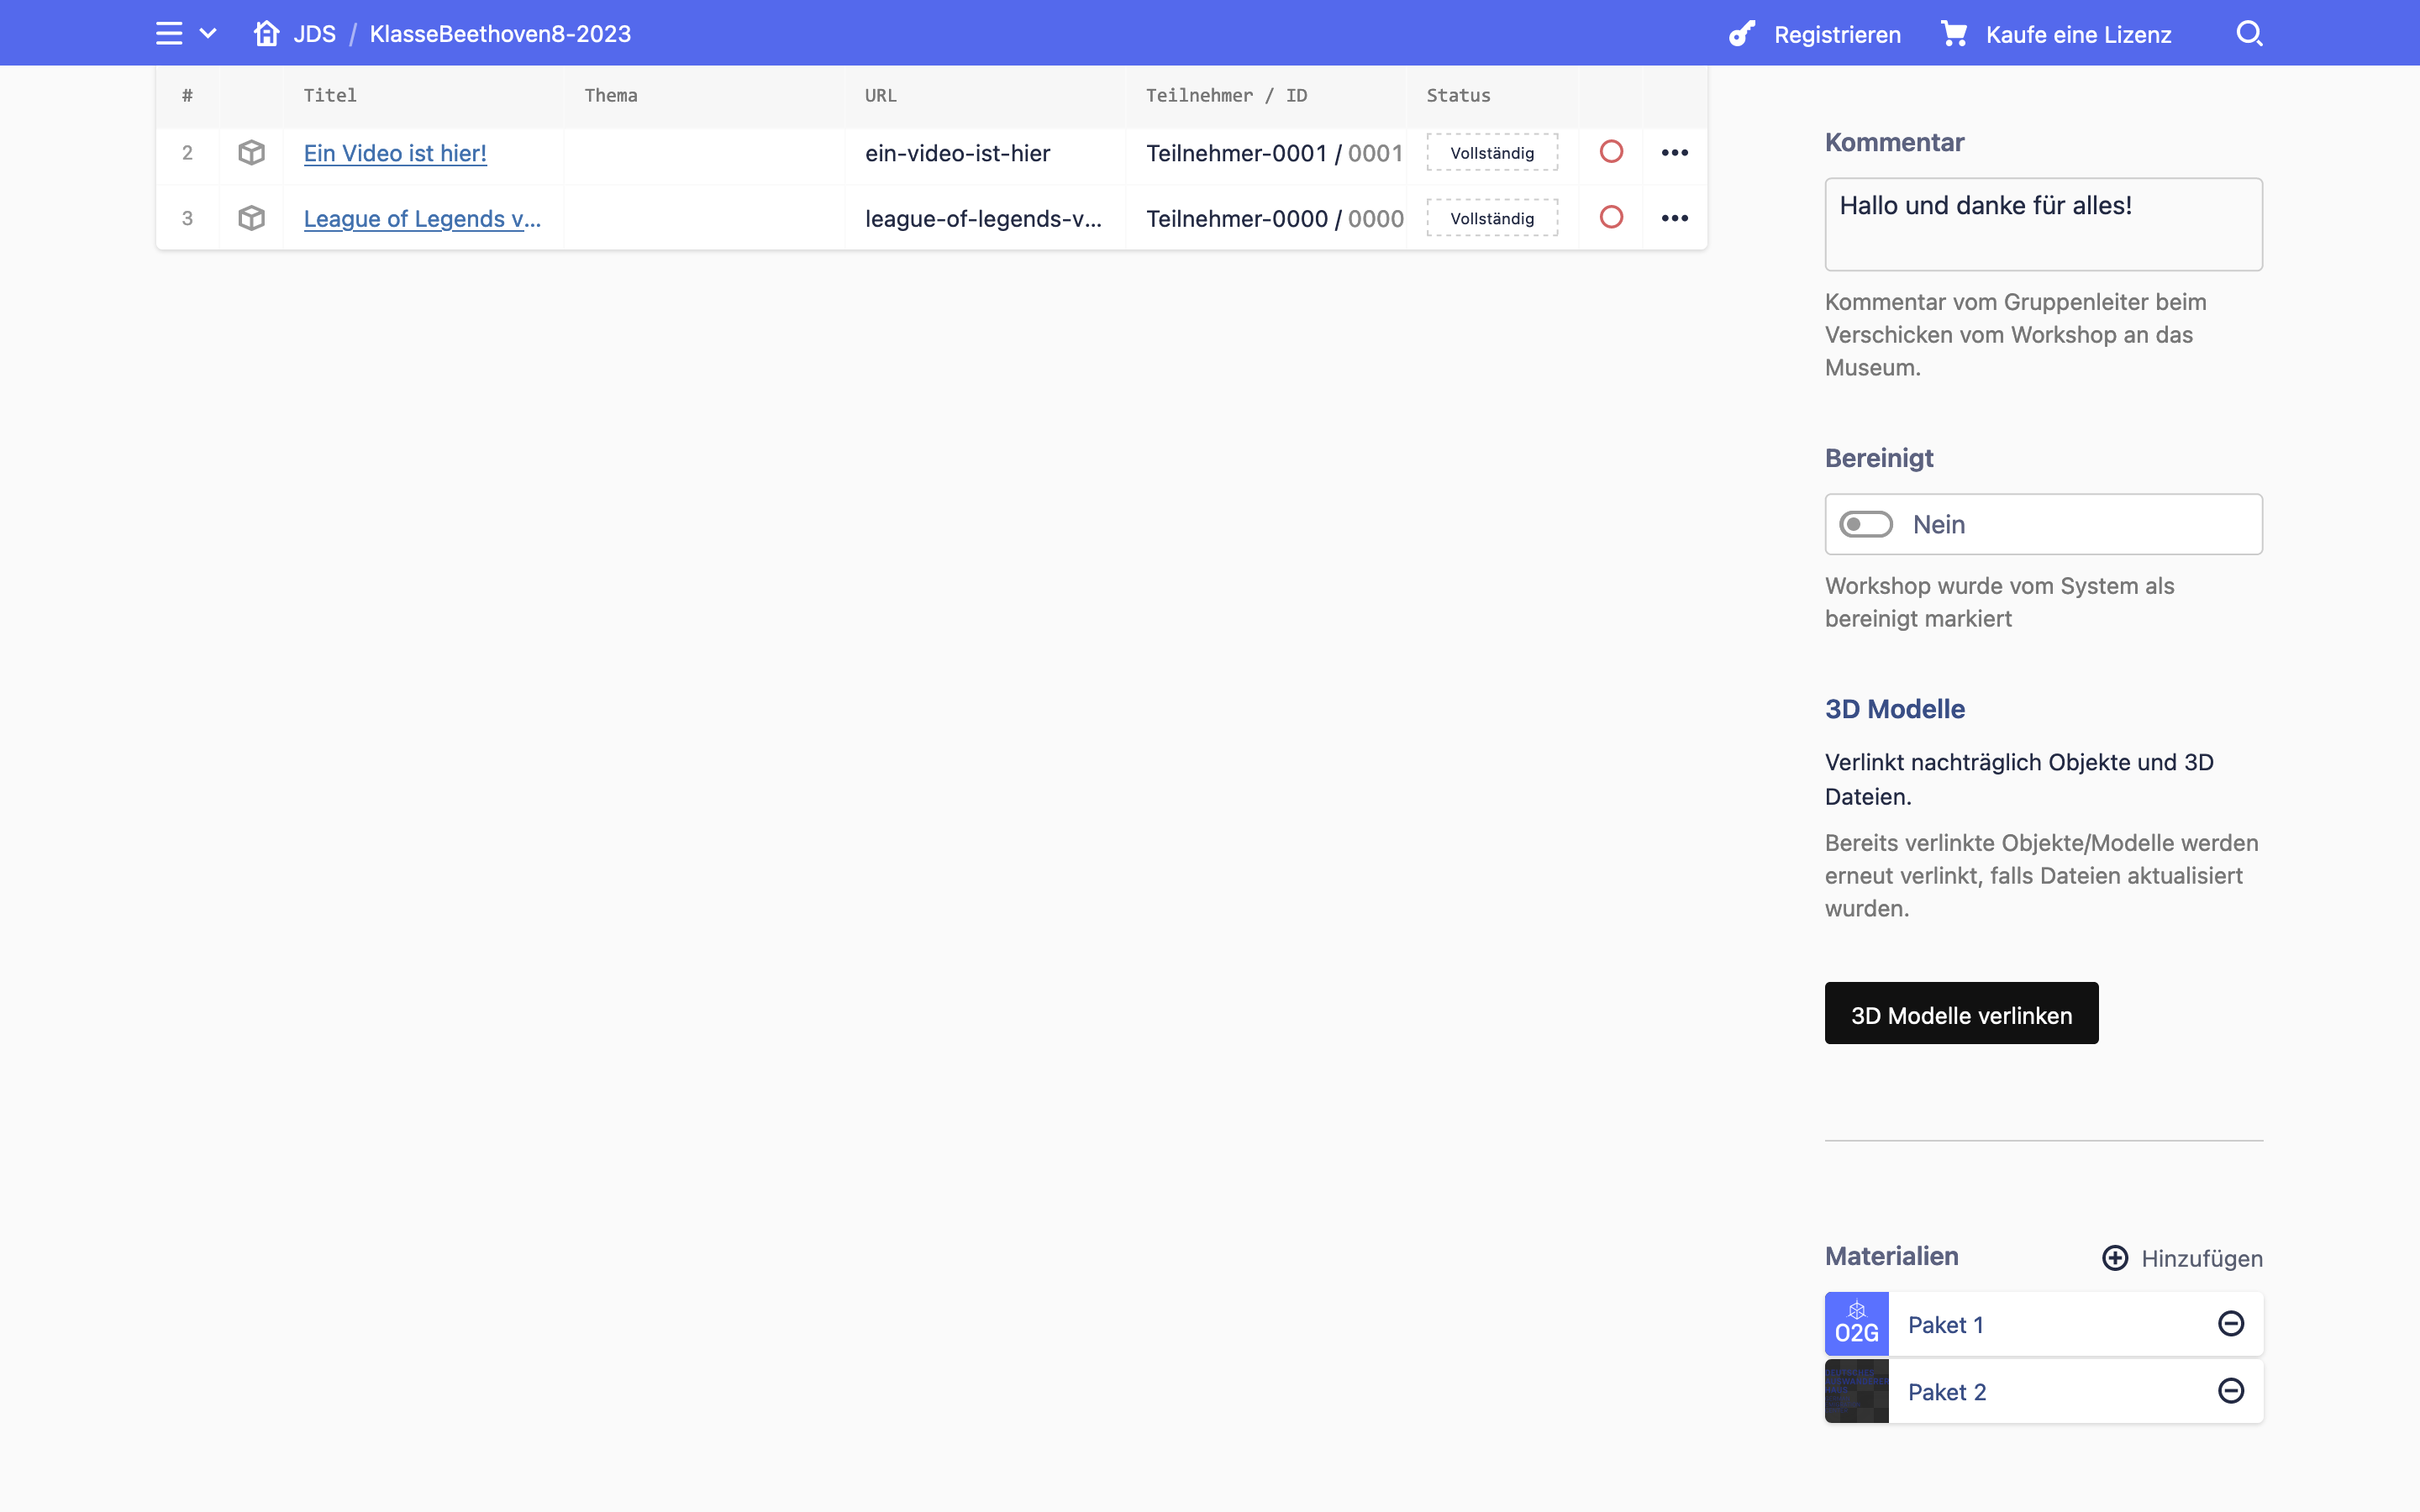 JDS / KlasseBeethoven8-2023
Registrieren
Kaufe eine Lizenz
# Titel Thema URL Teilnehmer / ID Status
2 Ein Video ist hier! ein-video-ist-hier Teilnehmer-0001 / 0001 Vollständig
3 League of Legends v... league-of-legends-v... Teilnehmer-0000 / 0000 Vollständig
Kommentar
Hallo und danke für alles!
Kommentar vom Gruppenleiter beim
Verschicken vom Workshop an das
Museum.
Bereinigt
Nein
Workshop wurde vom System als
bereinigt markiert
3D Modelle
Verlinkt nachträglich Objekte und 3D
Dateien.
Bereits verlinkte Objekte/Modelle werden
erneut verlinkt, falls Dateien aktualisiert
wurden.
3D Modelle verlinken
Materialien
Hinzufügen
O2G
Paket 1
Paket 2